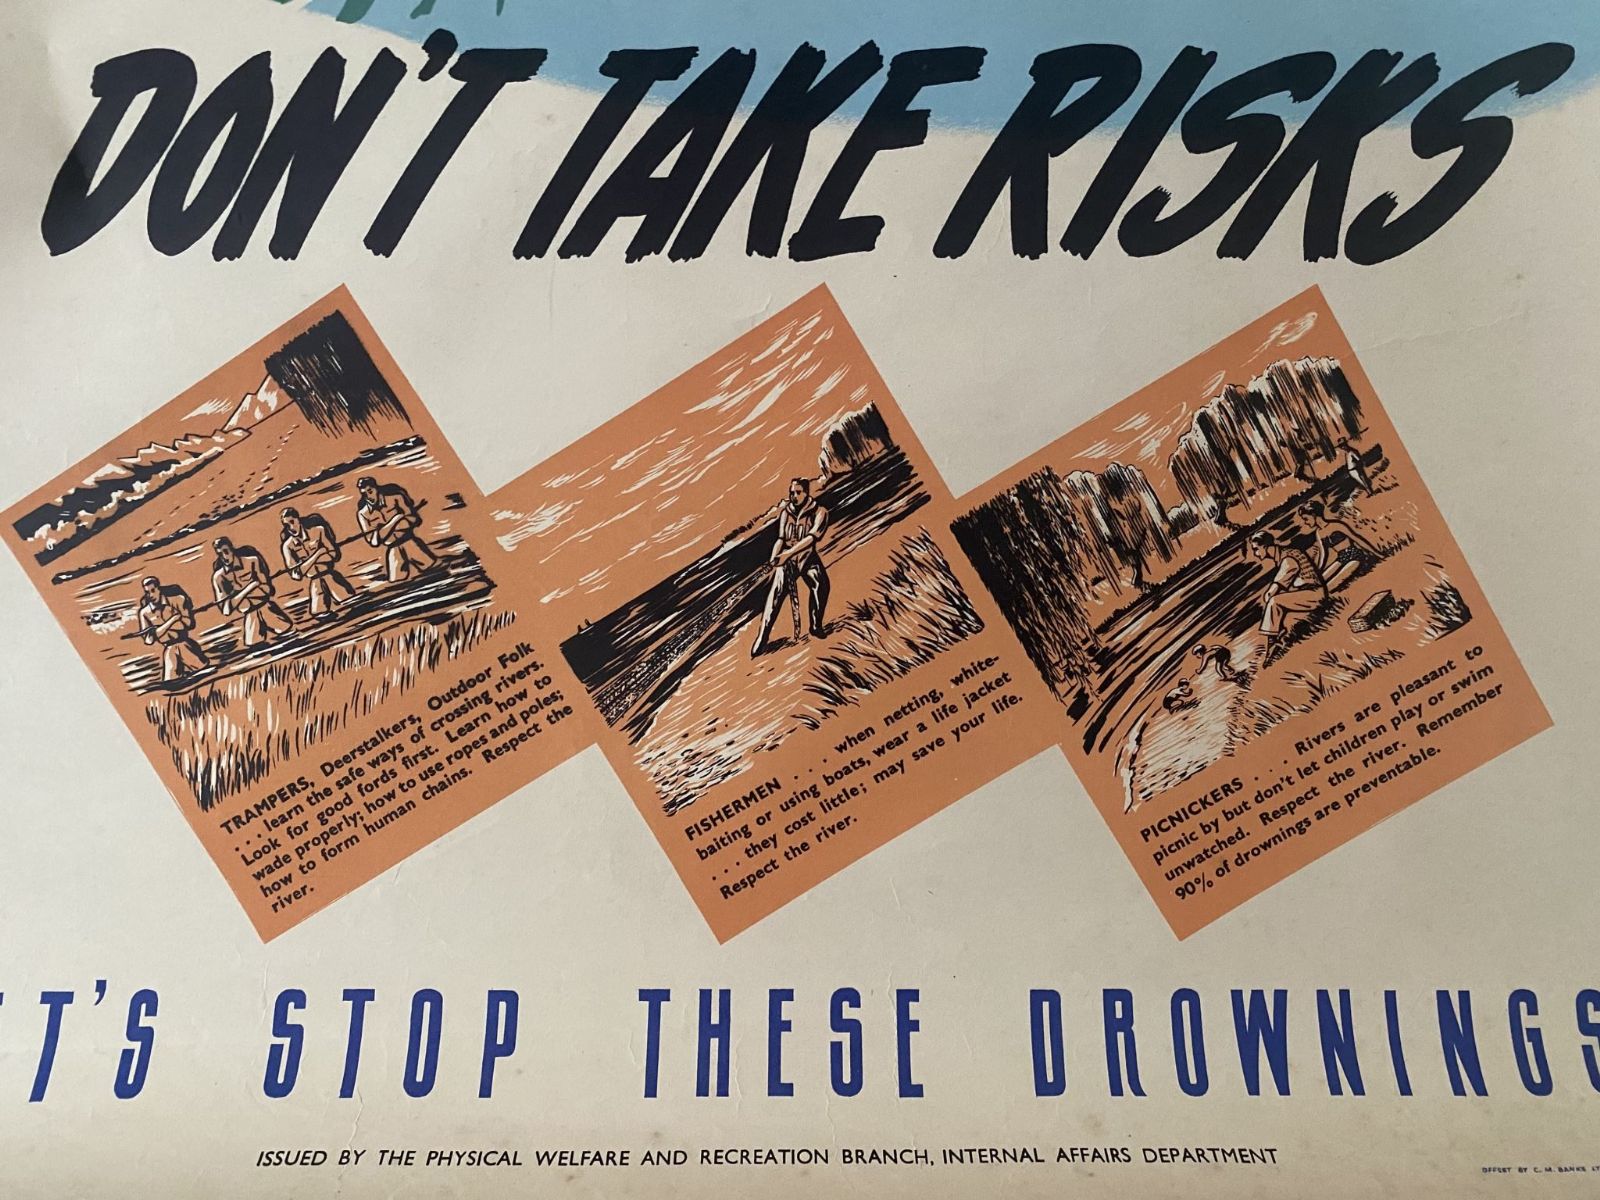 DON'T TAKE RISKS
TRAMPERS, Deerstalkers, Outdoor Folk
. . . learn the safe ways of crossing rivers.
Look for good fords first. Learn how to
wade properly; how to use ropes and poles;
how to form human chains. Respect the
river.
FISHERMEN . . . when netting, white-
baiting or using boats, wear a life jacket
. . . they cost little; may save your life.
Respect the river.
PICNICKERS . . . Rivers are pleasant to
picnic by but don't let children play or swim
unwatched. Respect the river. Remember
90% of drownings are preventable.
T'S STOP THESE DROWNINGS
ISSUED BY THE PHYSICAL WELFARE AND RECREATION BRANCH, INTERNAL AFFAIRS DEPARTMENT
OFFSET BY C. M. BANKS LT